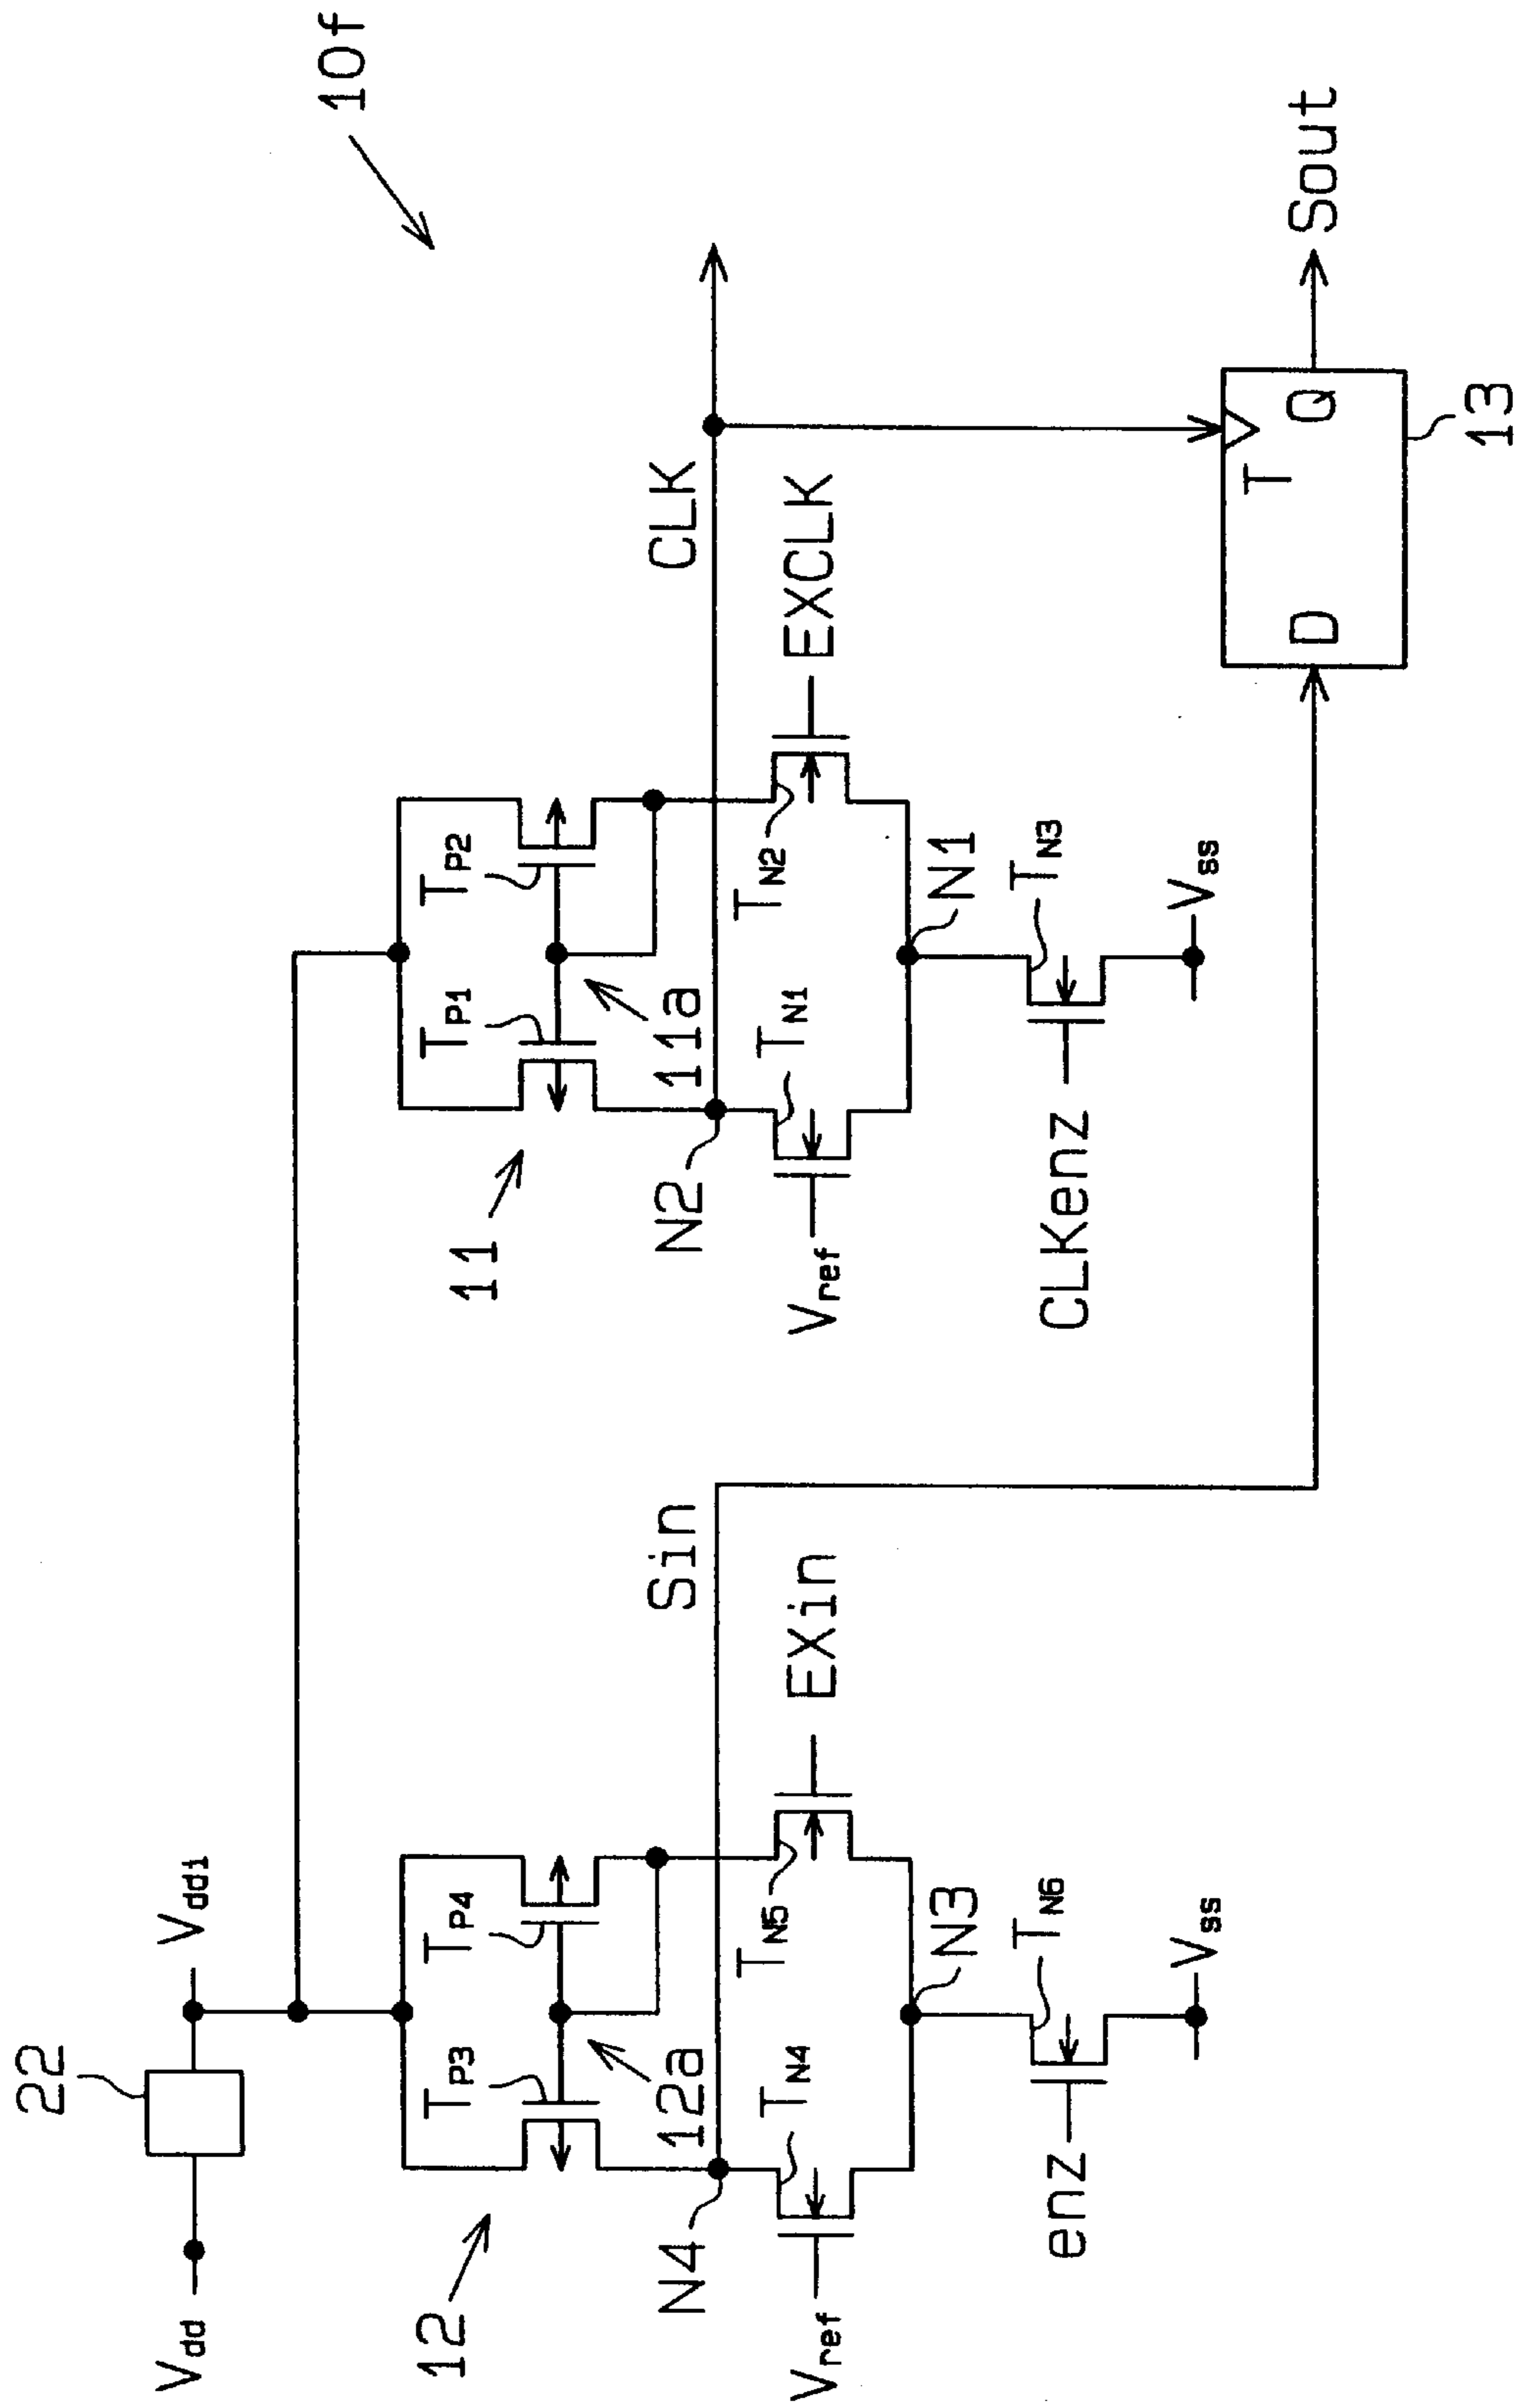 10f
22
Vdd
Vddi
12
TP3
TP4
12a
N4
Sin
Vref
TN4
TN5
EXin
N3
enz
TN6
Vss
11
TP1
TP2
11a
N2
CLK
Vref
TN1
TN2
EXCLK
N1
CLKenz
TN3
Vss
D
T
Q
Sout
13